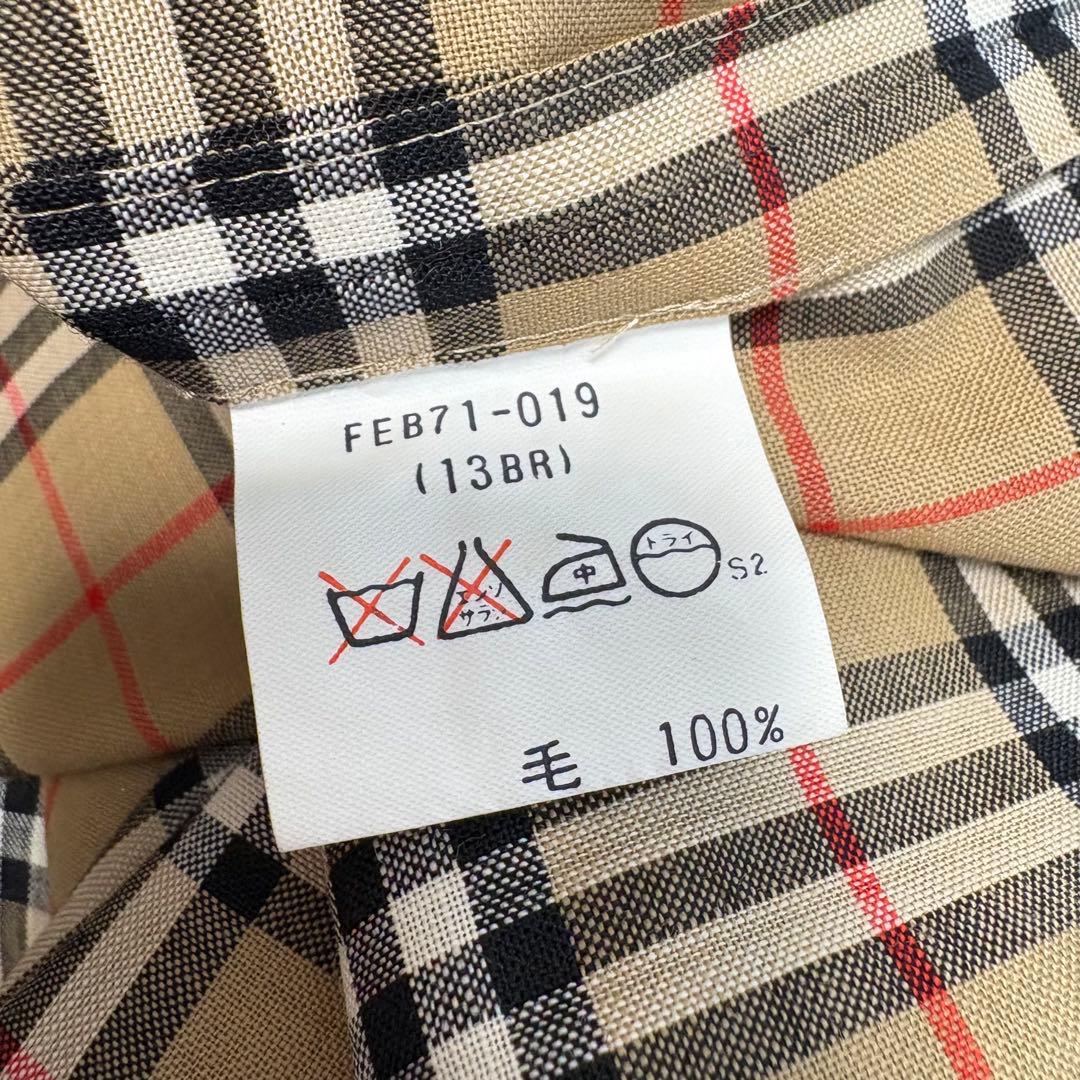 FEB71-019
(13BR)
エンソ
サラシ
中
ドライ
S2
毛 100%